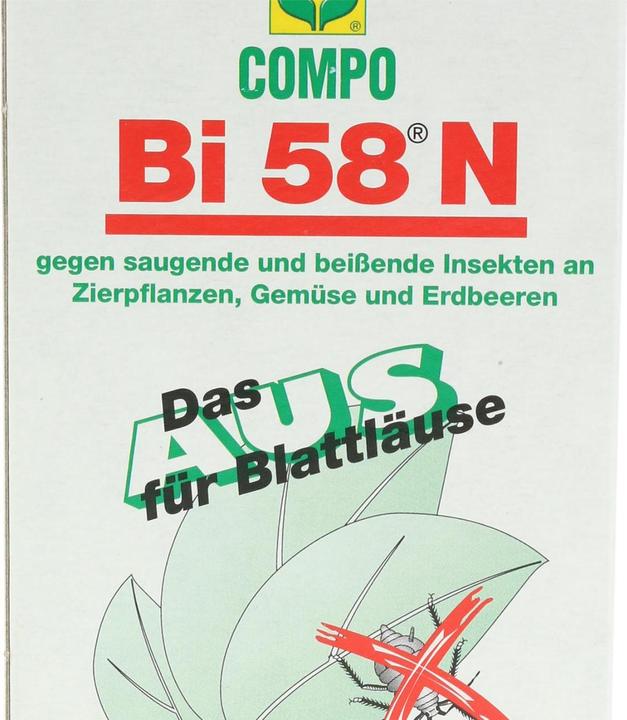 ®
COMPO
Bi 58® N
gegen saugende und beißende Insekten an
Zierpflanzen, Gemüse und Erdbeeren
Das
AUS
für Blattläuse